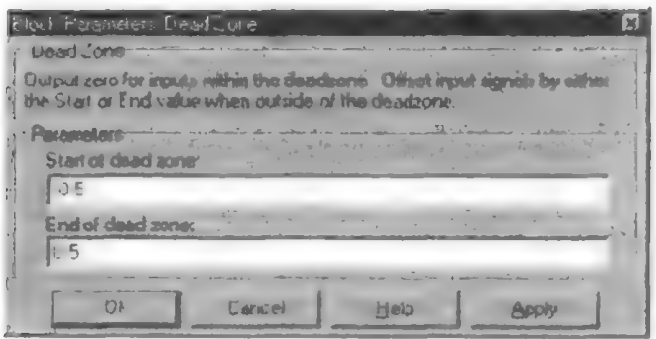 Block Parameters: Dead Zone
Dead Zone
Output zero for inputs within the deadzone. Offset input signals by either
the Start or End value when outside of the deadzone.
Parameters
Start of dead zone:
End of dead zone:
OK
Cancel
Help
Apply